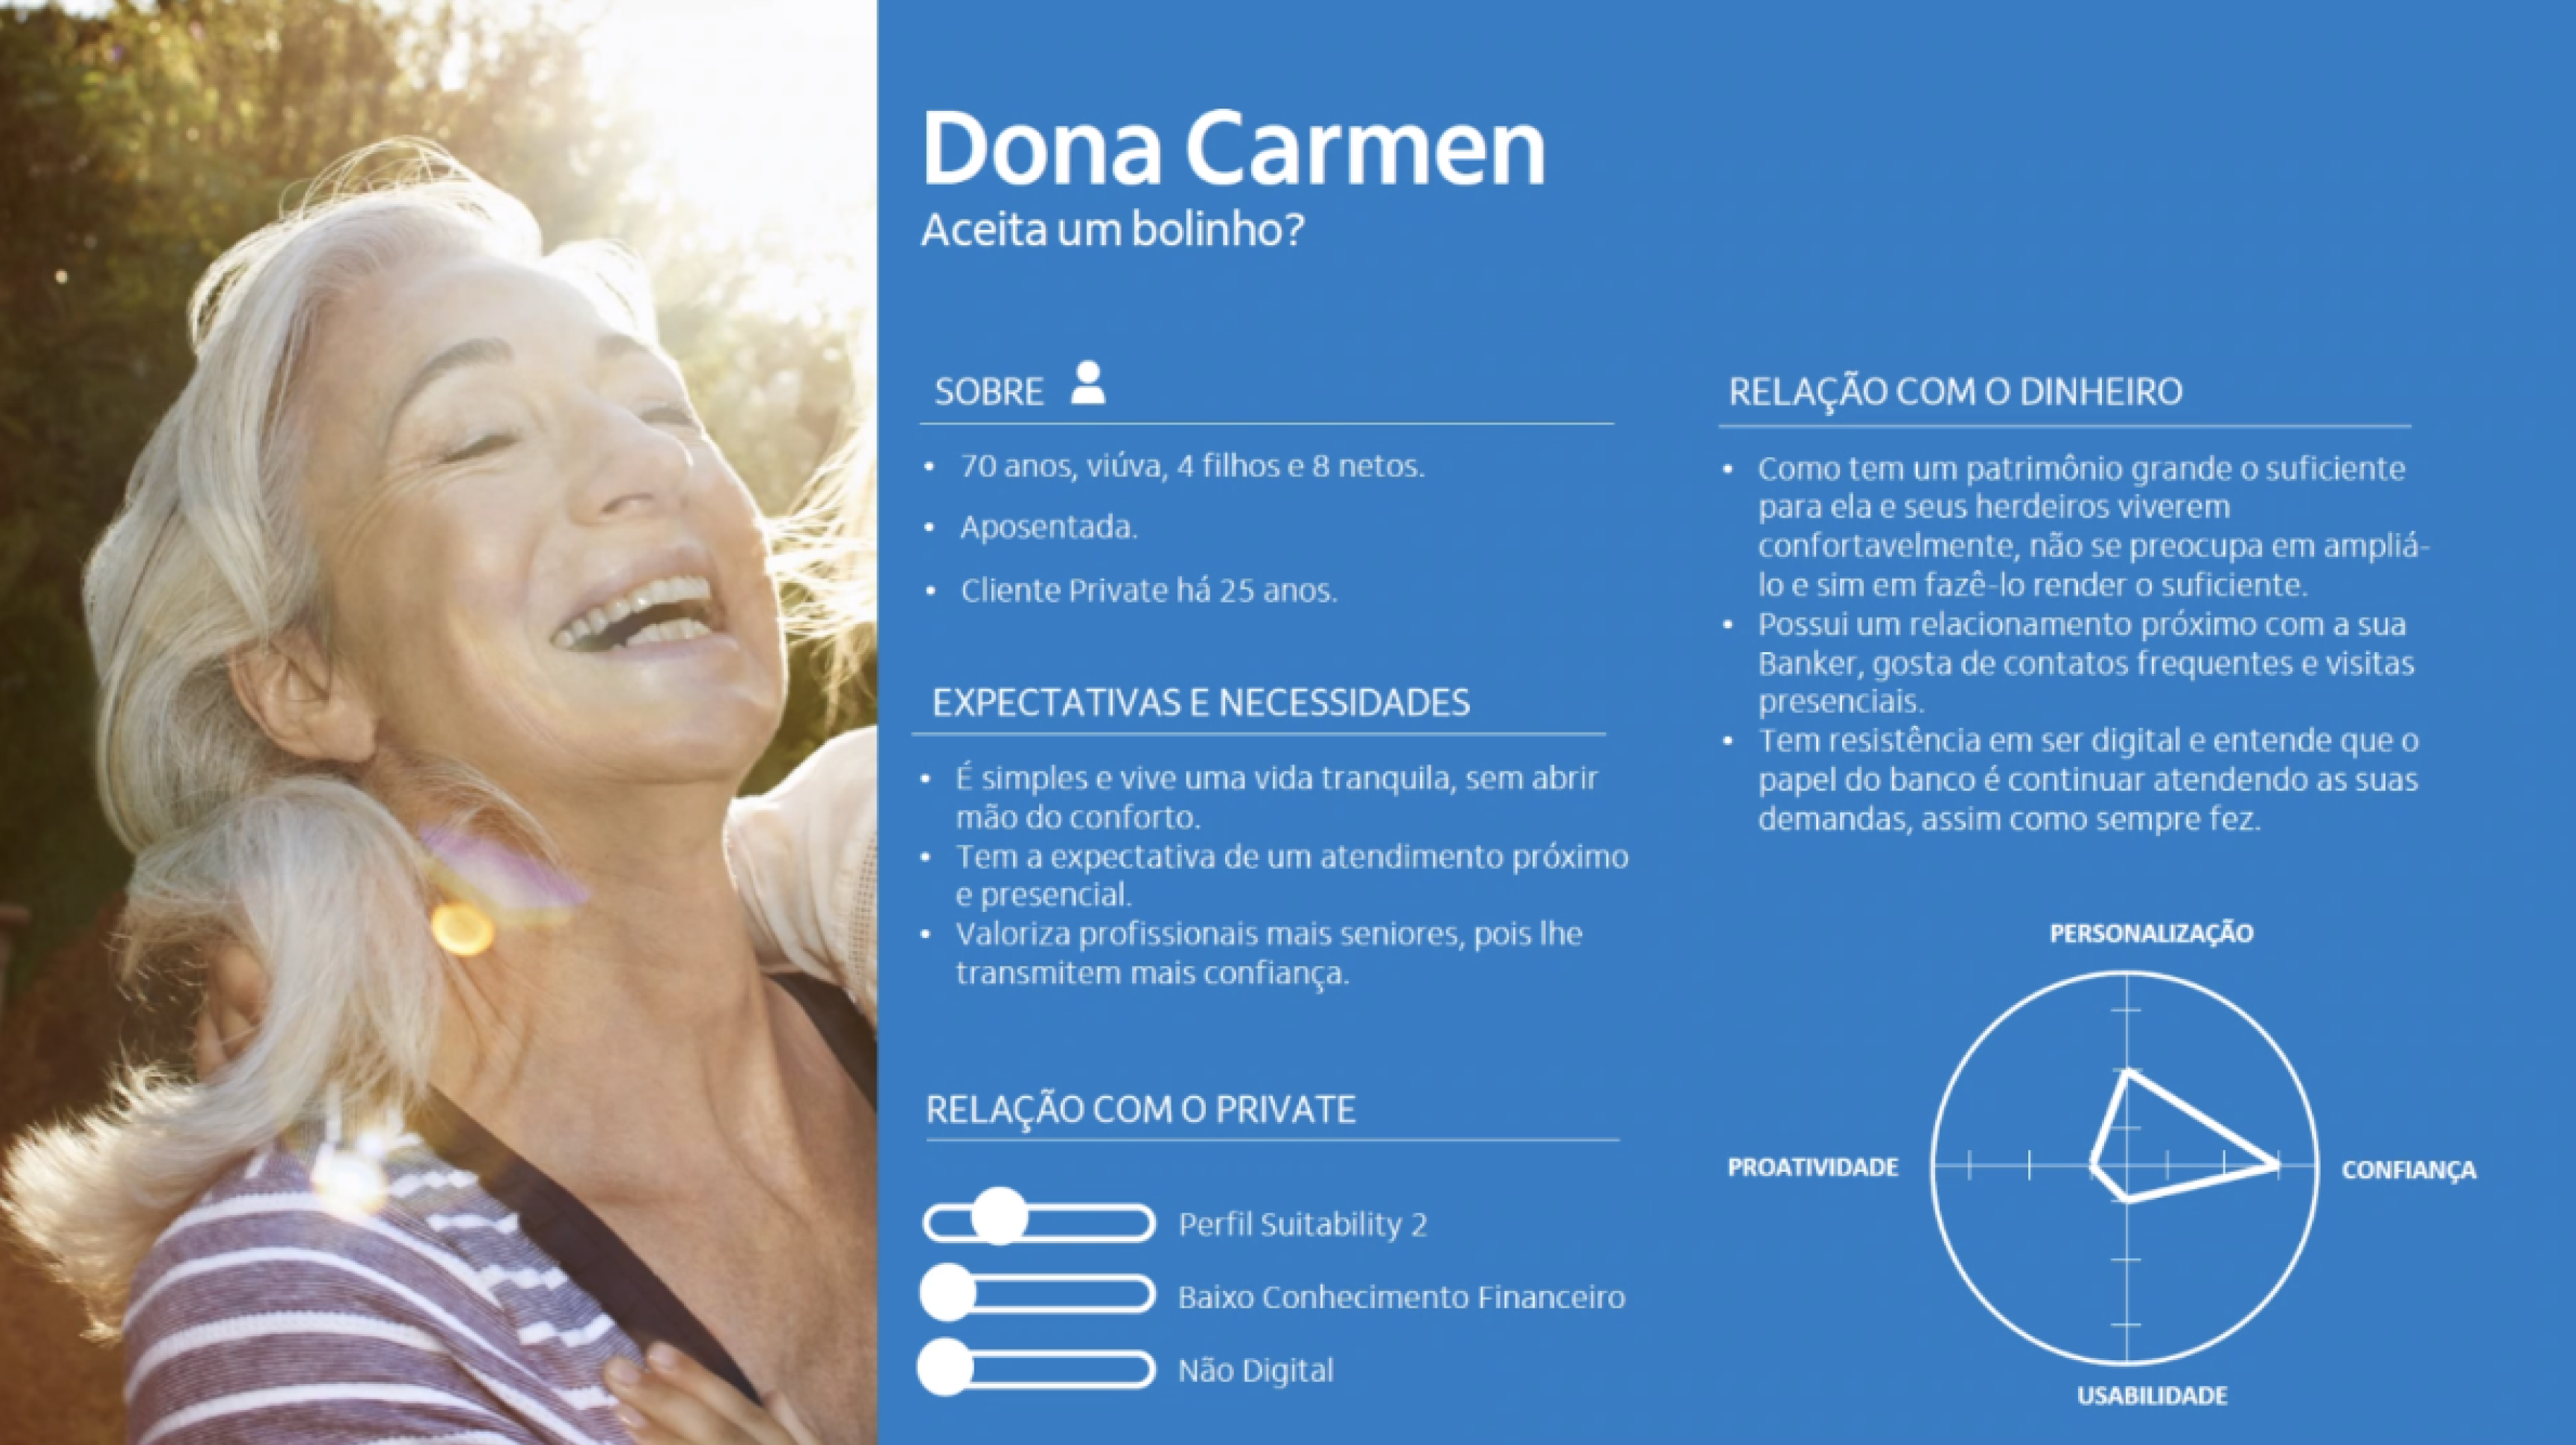 Dona Carmen
Aceita um bolinho?
SOBRE
• 70 anos, viúva, 4 filhos e 8 netos.
• Aposentada.
• Cliente Private há 25 anos.
EXPECTATIVAS E NECESSIDADES
• É simples e vive uma vida tranquila, sem abrir
mão do conforto.
• Tem a expectativa de um atendimento próximo
e presencial.
• Valoriza profissionais mais seniores, pois lhe
transmitem mais confiança.
RELAÇÃO COM O PRIVATE
Perfil Suitability 2
Baixo Conhecimento Financeiro
Não Digital
RELAÇÃO COM O DINHEIRO
• Como tem um patrimônio grande o suficiente
para ela e seus herdeiros viverem
confortavelmente, não se preocupa em ampliá-
lo e sim em fazê-lo render o suficiente.
• Possui um relacionamento próximo com a sua
Banker, gosta de contatos frequentes e visitas
presenciais.
• Tem resistência em ser digital e entende que o
papel do banco é continuar atendendo as suas
demandas, assim como sempre fez.
PERSONALIZAÇÃO
PROATIVIDADE
CONFIANÇA
USABILIDADE